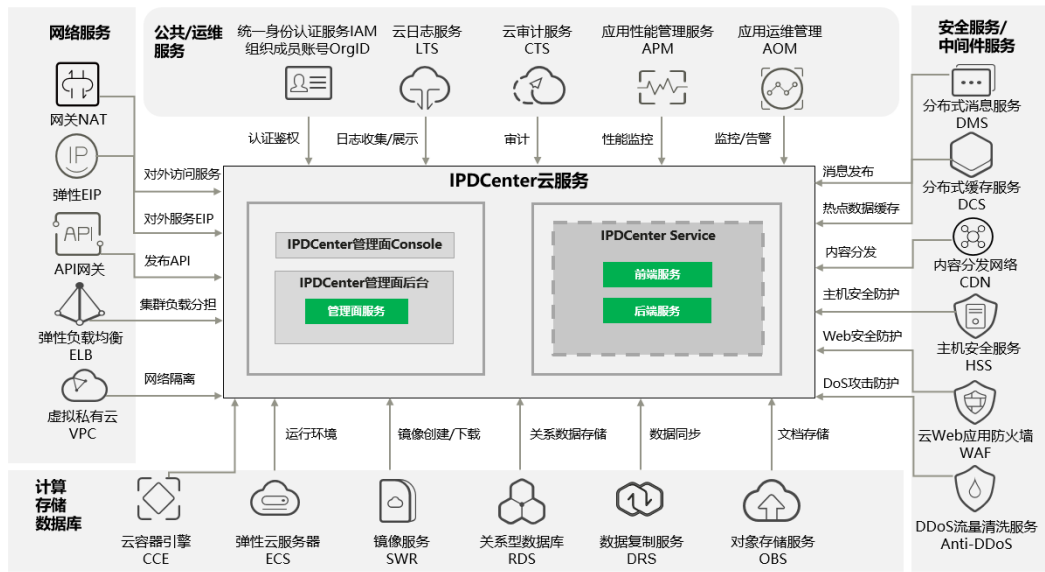 网络服务
网关NAT
弹性EIP
API
API网关
弹性负载均衡
ELB
虚拟私有云
VPC
公共/运维
服务
统一身份认证服务IAM
组织成员账号OrgID
云日志服务
LTS
云审计服务
CTS
应用性能管理服务
APM
应用运维管理
AOM
认证鉴权
日志收集/展示
审计
性能监控
监控/告警
安全服务/
中间件服务
分布式消息服务
DMS
分布式缓存服务
DCS
内容分发网络
CDN
主机安全服务
HSS
云Web应用防火墙
WAF
DDoS流量清洗服务
Anti-DDoS
对外访问服务
对外服务EIP
发布API
集群负载分担
网络隔离
IPDCenter云服务
IPDCenter管理面Console
IPDCenter管理面后台
管理面服务
IPDCenter Service
前端服务
后端服务
消息发布
热点数据缓存
内容分发
主机安全防护
Web安全防护
DoS攻击防护
运行环境
镜像创建/下载
关系数据存储
数据同步
文档存储
计算
存储
数据库
云容器引擎
CCE
弹性云服务器
ECS
镜像服务
SWR
关系型数据库
RDS
数据复制服务
DRS
对象存储服务
OBS
IP